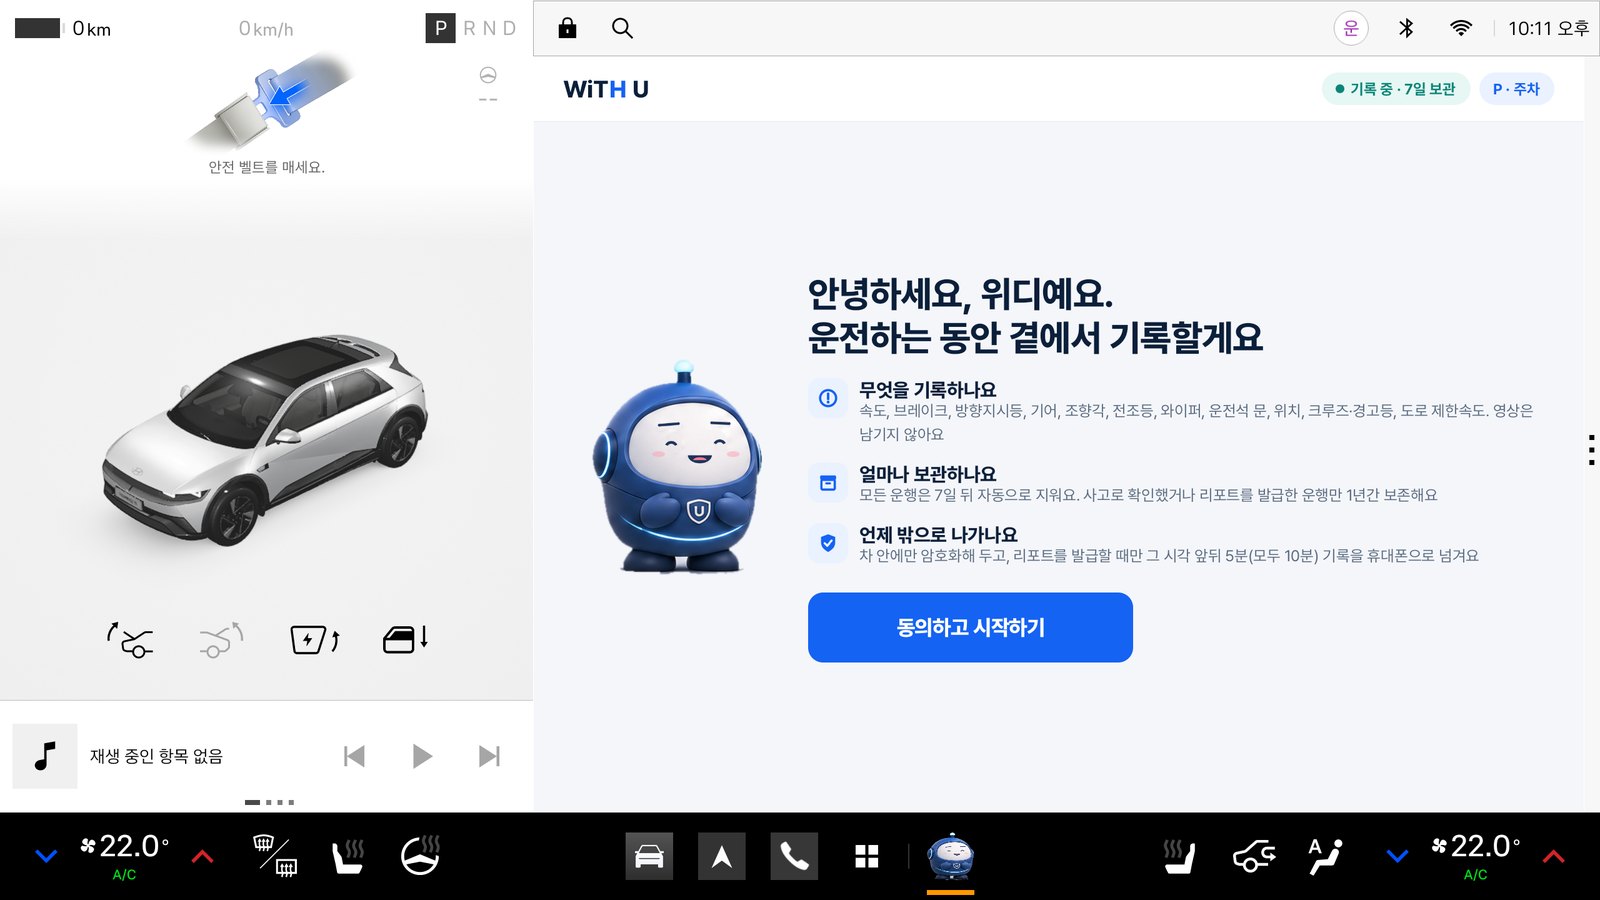 0 km
0 km/h
P R N D
안전 벨트를 매세요.
--
재생 중인 항목 없음
운
10:11 오후
WiTH U
기록 중 · 7일 보관
P · 주차
안녕하세요, 위디예요.
운전하는 동안 곁에서 기록할게요
무엇을 기록하나요
속도, 브레이크, 방향지시등, 기어, 조향각, 전조등, 와이퍼, 운전석 문, 위치, 크루즈·경고등, 도로 제한속도. 영상은
남기지 않아요
얼마나 보관하나요
모든 운행은 7일 뒤 자동으로 지워요. 사고로 확인했거나 리포트를 발급한 운행만 1년간 보존해요
언제 밖으로 나가나요
차 안에만 암호화해 두고, 리포트를 발급할 때만 그 시각 앞뒤 5분(모두 10분) 기록을 휴대폰으로 넘겨요
U
동의하고 시작하기
22.0°
A/C
A
22.0°
A/C